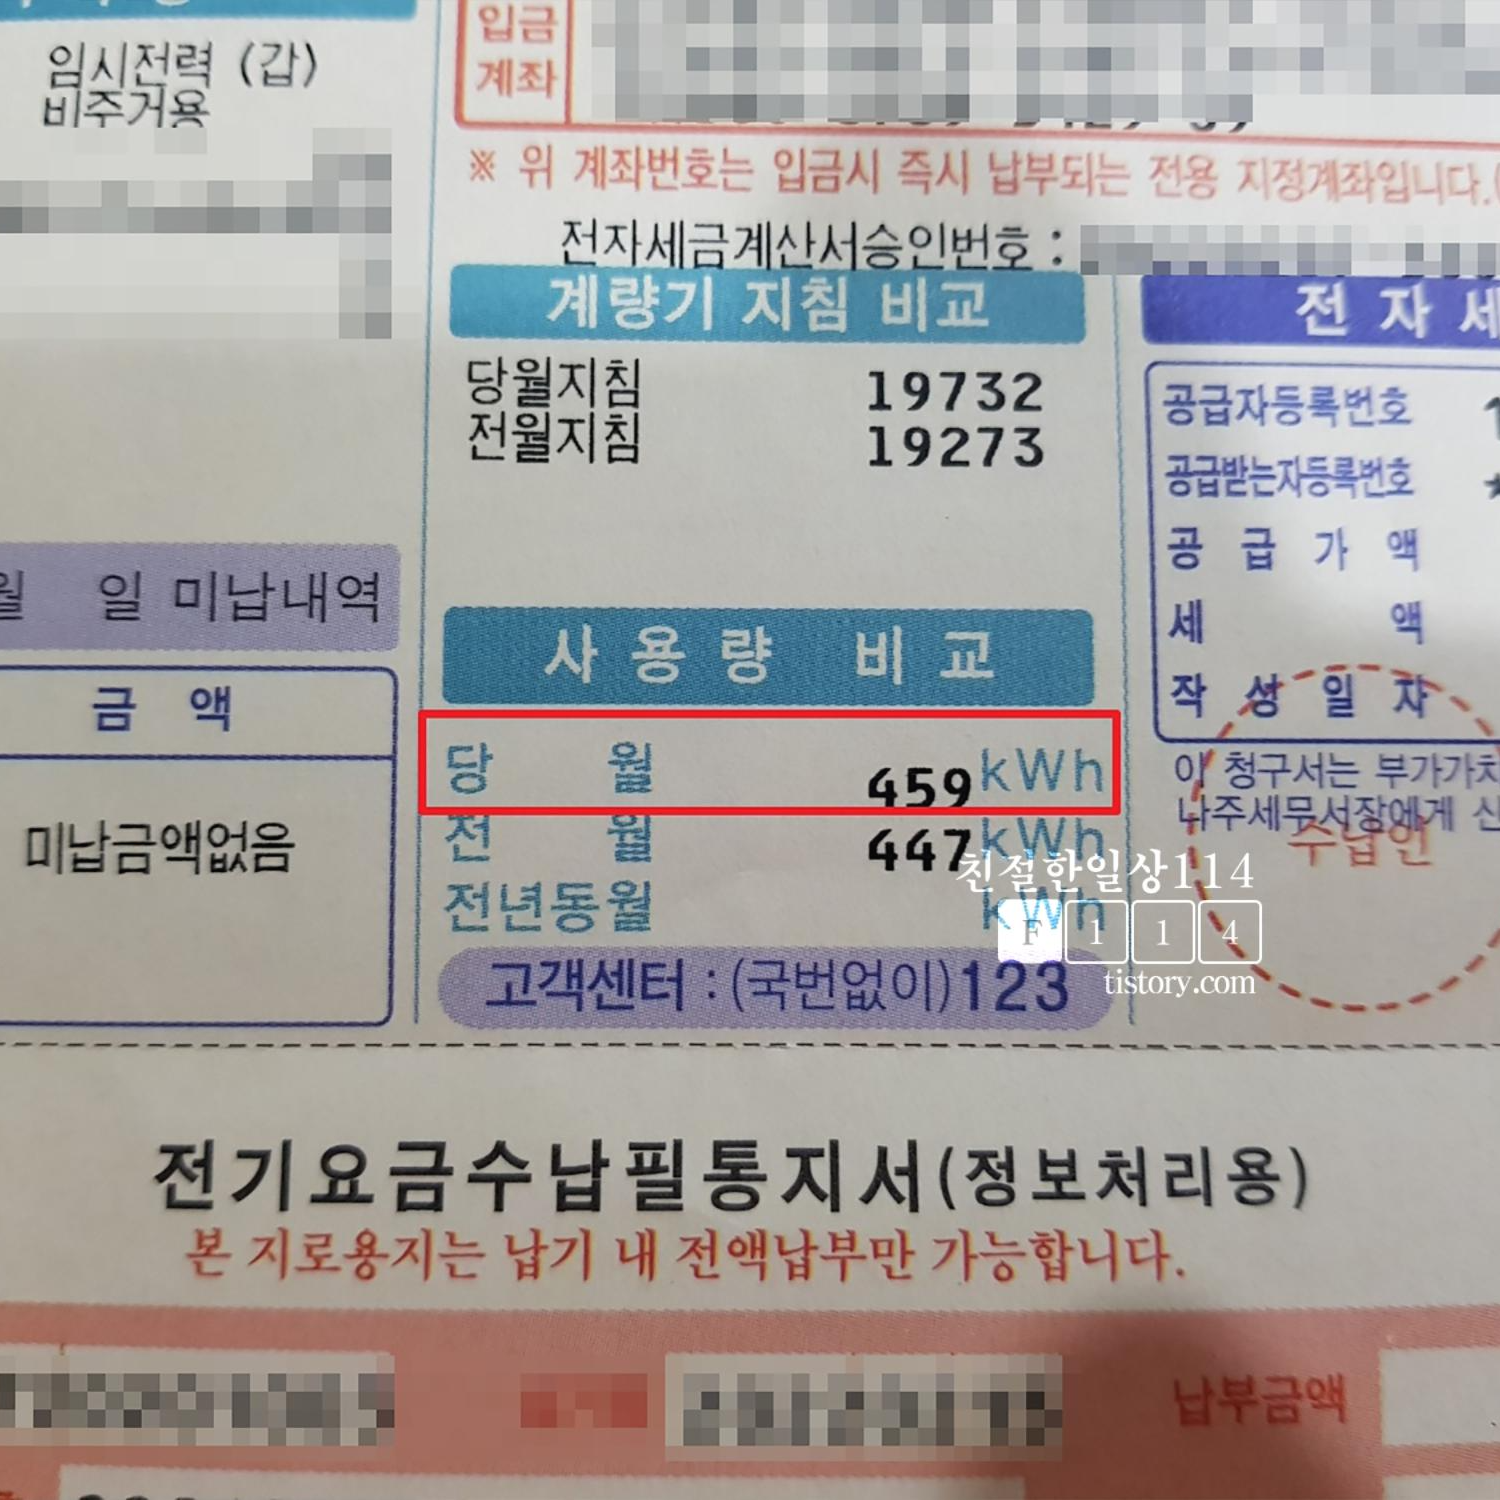 임시전력 (갑)
비주거용
입금
계좌
※ 위 계좌번호는 입금시 즉시 납부되는 전용 지정계좌입니다.
전자세금계산서승인번호 :
계량기 지침 비교
당월지침 19732
전월지침 19273
전 자 세
공급자등록번호
공급받는자등록번호
공 급 가 액
세 액
작 성 일 자
월 일 미납내역
금 액
미납금액없음
사 용 량 비 교
당 월 459 kWh
전 월 447 kWh
전년동월 kWh
이 청구서는 부가가치
나주세무서장에게 신
수납인
친절한일상114
F 1 1 4
tistory.com
고객센터 : (국번없이) 123
전기요금수납필통지서(정보처리용)
본 지로용지는 납기 내 전액납부만 가능합니다.
납부금액